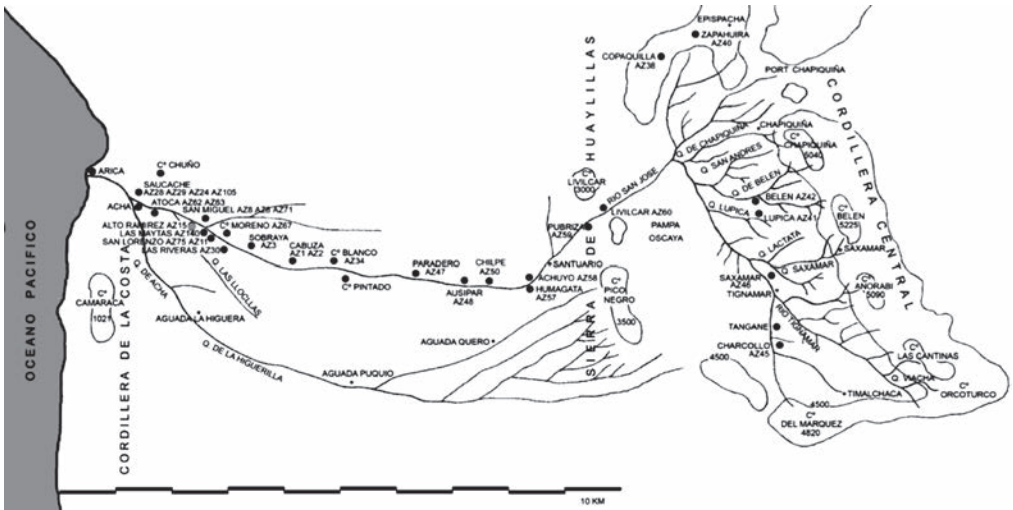 EPISPACHA
ZAPAHUIRA
AZ40
COPAQUILLA
AZ38
PORT CHAPIQUIÑA
SIERRA DE HUAYLILLAS
CORDILLERA CENTRAL
Q. DE CHAPIQUIÑA
CHAPIQUIÑA
Cº
CHAPIQUIÑA
5040
Q. SAN ANDRES
Q. DE BELEN
BELEN AZ42
Q. LUPICA
LUPICA AZ41
Cº
BELEN
5225
ARICA
Cº CHUÑO
SAUCACHE
AZ28 AZ29 AZ24 AZ105
ACHA
ATOCA AZ62 AZ63
SAN MIGUEL AZ8 AZ6 AZ71
ALTO RAMIREZ AZ15
Cº MORENO AZ67
LAS MAYTAS AZ140
SAN LORENZO AZ75 AZ11
LAS RIVERAS AZ30
SOBRAYA
AZ3
CABUZA
AZ1 AZ2
Cº BLANCO
AZ34
Cº PINTADO
PARADERO
AZ47
AUSIPAR
AZ48
CHILPE
AZ50
ACHUYO AZ58
HUMAGATA
AZ57
SANTUARIO
PUBRIZA
AZ59
Cº
LIVILCAR
3000
RIO SAN JOSE
LIVILCAR AZ60
PAMPA
OSCAYA
Cº
PICO
NEGRO
3500
Q. LACTATA
Q. SAXAMAR
SAXAMAR
SAXAMAR
AZ46
TIGNAMAR
RIO TIGNAMAR
Cº
ANORABI
5090
TANGANE
CHARCOLLO
AZ45
Cº
LAS CANTINAS
Q. VIACHA
Cº
ORCOTURCO
TIMALCHACA
4500
4500
Cº
DEL MARQUEZ
4820
OCEANO PACIFICO
Cº
CAMARACA
1021
CORDILLERA DE LA COSTA
Q. DE ACHA
Q. LAS LLOCLLAS
AGUADA LA HIGUERA
Q. DE LA HIGUERILLA
AGUADA PUQUIO
AGUADA QUERO
10 KM